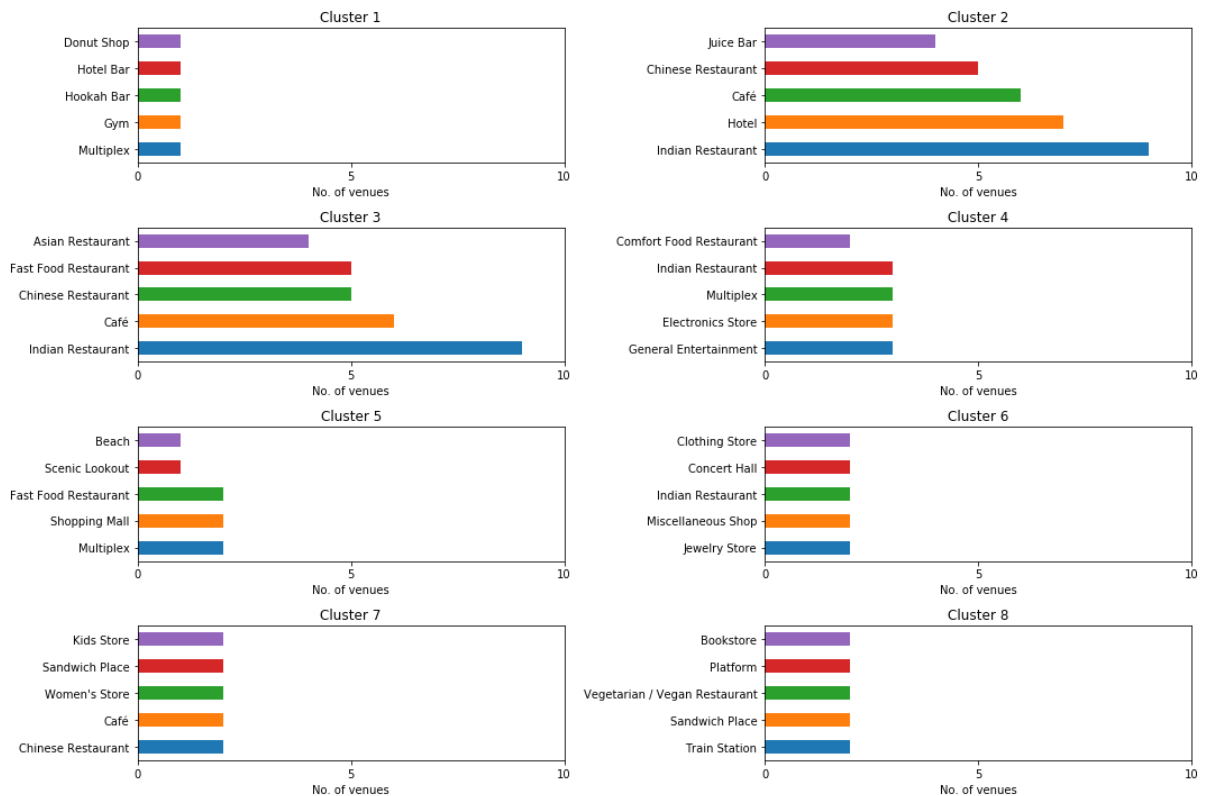 Cluster 1
Donut Shop
Hotel Bar
Hookah Bar
Gym
Multiplex
0 5 10
No. of venues
Cluster 2
Juice Bar
Chinese Restaurant
Café
Hotel
Indian Restaurant
0 5 10
No. of venues
Cluster 3
Asian Restaurant
Fast Food Restaurant
Chinese Restaurant
Café
Indian Restaurant
0 5 10
No. of venues
Cluster 4
Comfort Food Restaurant
Indian Restaurant
Multiplex
Electronics Store
General Entertainment
0 5 10
No. of venues
Cluster 5
Beach
Scenic Lookout
Fast Food Restaurant
Shopping Mall
Multiplex
0 5 10
No. of venues
Cluster 6
Clothing Store
Concert Hall
Indian Restaurant
Miscellaneous Shop
Jewelry Store
0 5 10
No. of venues
Cluster 7
Kids Store
Sandwich Place
Women's Store
Café
Chinese Restaurant
0 5 10
No. of venues
Cluster 8
Bookstore
Platform
Vegetarian / Vegan Restaurant
Sandwich Place
Train Station
0 5 10
No. of venues